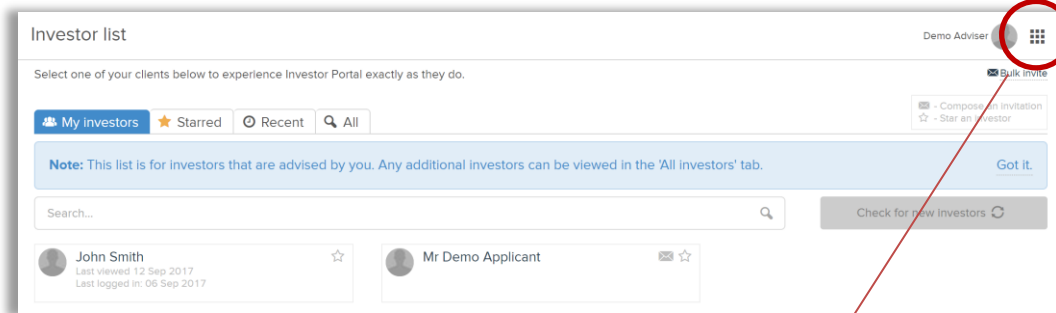 Investor list
Demo Adviser
Select one of your clients below to experience Investor Portal exactly as they do.
Bulk invite
- Compose an invitation
- Star an investor
My investors Starred Recent All
Note: This list is for investors that are advised by you. Any additional investors can be viewed in the 'All investors' tab. Got it.
Search...
Check for new investors
John Smith
Last viewed 12 Sep 2017
Last logged in: 06 Sep 2017
Mr Demo Applicant